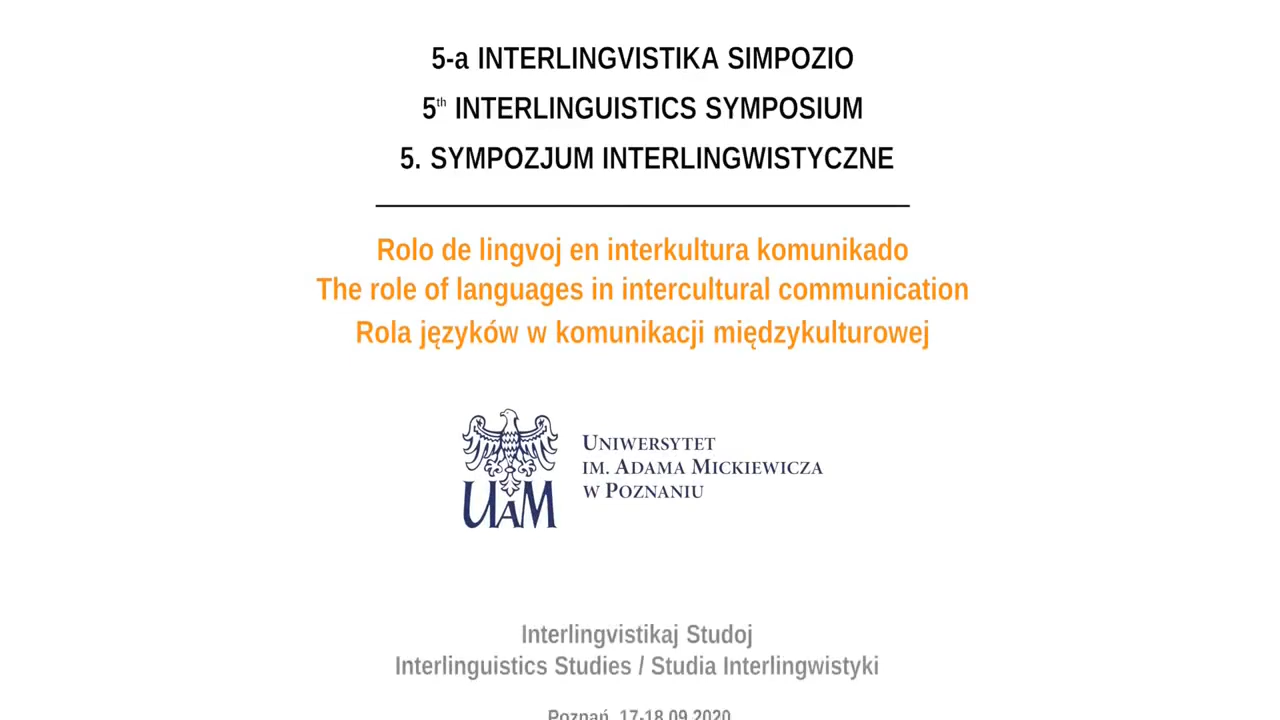 5-a INTERLINGVISTIKA SIMPOZIO
5th INTERLINGUISTICS SYMPOSIUM
5. SYMPOZJUM INTERLINGWISTYCZNE
Rolo de lingvoj en interkultura komunikado
The role of languages in intercultural communication
Rola języków w komunikacji międzykulturowej
UAM
UNIWERSYTET
IM. ADAMA MICKIEWICZA
W POZNANIU
Interlingvistikaj Studoj
Interlinguistics Studies / Studia Interlingwistyki
Poznań, 17-18.09.2020